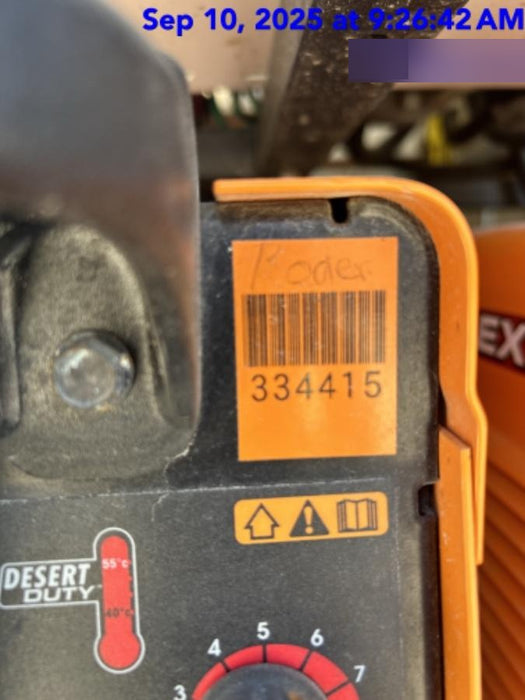 Sep 10, 2025 at 9:26:42 AM
334415
EX
DESERT
DUTY
55°C
40°C
3
4
5
6
7